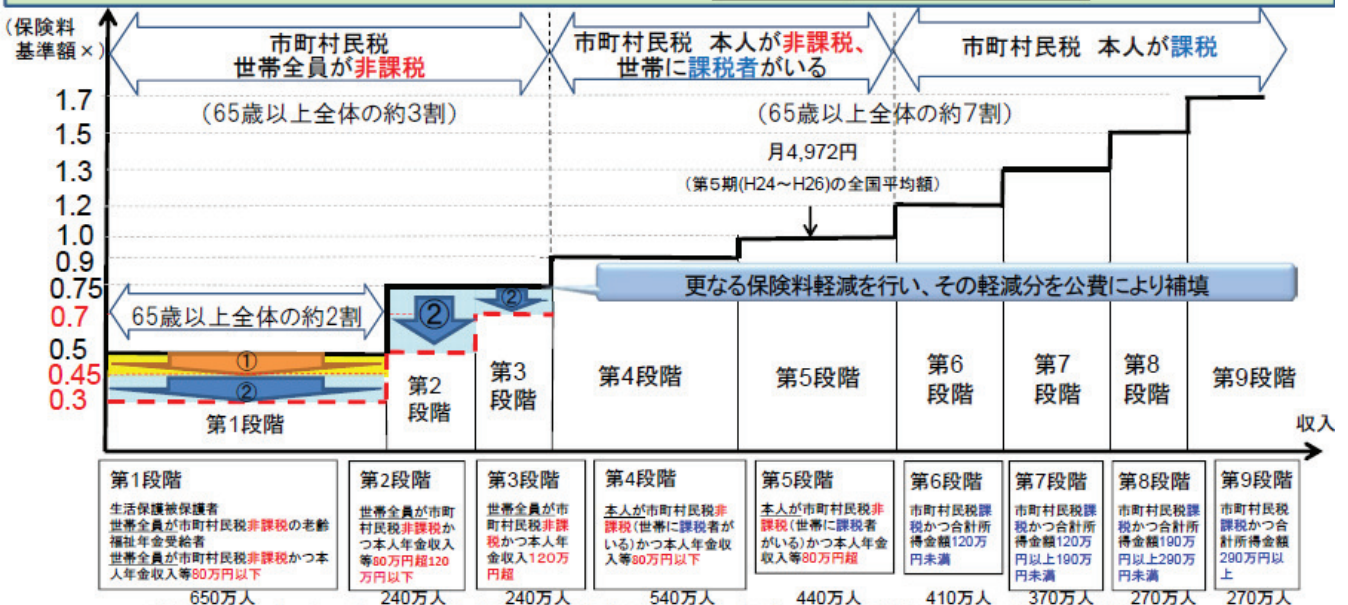 (保険料
基準額×)
市町村民税
世帯全員が非課税
市町村民税 本人が非課税、
世帯に課税者がいる
市町村民税 本人が課税
(65歳以上全体の約3割)
(65歳以上全体の約7割)
1.7
1.5
1.3
1.2
1.0
0.9
0.75
0.7
0.5
0.45
0.3
月4,972円
(第5期(H24~H26)の全国平均額)
更なる保険料軽減を行い、その軽減分を公費により補填
65歳以上全体の約2割
①
②
②
②
第1段階
第2
段階
第3
段階
第4段階
第5段階
第6
段階
第7
段階
第8
段階
第9段階
収入
第1段階
生活保護被保護者
世帯全員が市町村民税非課税の老齢
福祉年金受給者
世帯全員が市町村民税非課税かつ本
人年金収入等80万円以下
650万人
第2段階
世帯全員が市町
村民税非課税か
つ本人年金収入
等80万円超120
万円以下
240万人
第3段階
世帯全員が市
町村民税非課
税かつ本人年
金収入120万
円超
240万人
第4段階
本人が市町村民税非
課税(世帯に課税者が
いる)かつ本人年金収
入等80万円以下
540万人
第5段階
本人が市町村民税非
課税(世帯に課税者
がいる)かつ本人年金
収入等80万円超
440万人
第6段階
市町村民税課
税かつ合計所
得金額120万
円未満
410万人
第7段階
市町村民税課
税かつ合計所
得金額120万
円以上190万
円未満
370万人
第8段階
市町村民税課
税かつ合計所
得金額190万
円以上290万
円未満
270万人
第9段階
市町村民税
課税かつ合
計所得金額
290万円以
上
270万人